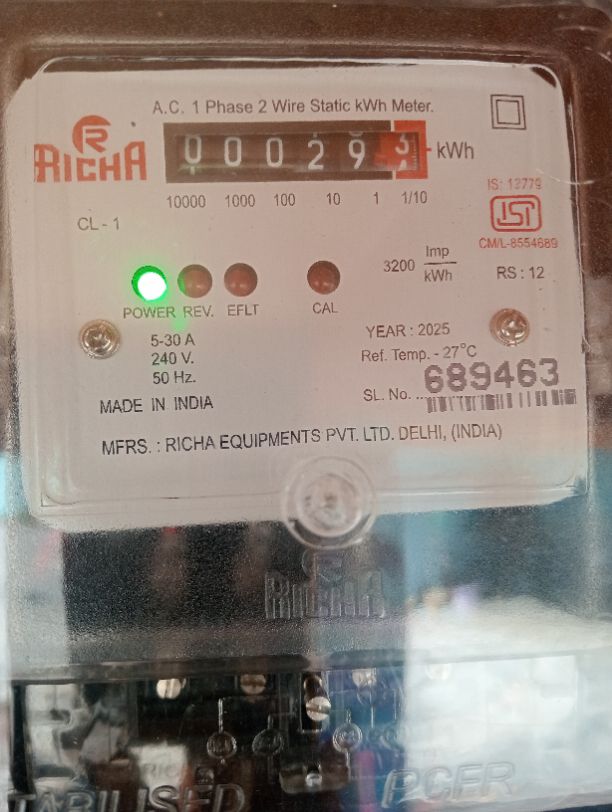 A.C. 1 Phase 2 Wire Static kWh Meter.
R
RICHA
0 0 0 2 9
kWh
10000 1000 100 10 1 1/10
CL - 1
IS: 13779
ISI
CM/L-8554689
3200 Imp/kWh
RS : 12
POWER REV. EFLT CAL
5-30 A
240 V.
50 Hz.
YEAR : 2025
Ref. Temp. - 27°C
SL. No. .. 689463
MADE IN INDIA
MFRS. : RICHA EQUIPMENTS PVT. LTD. DELHI, (INDIA)
RICHA